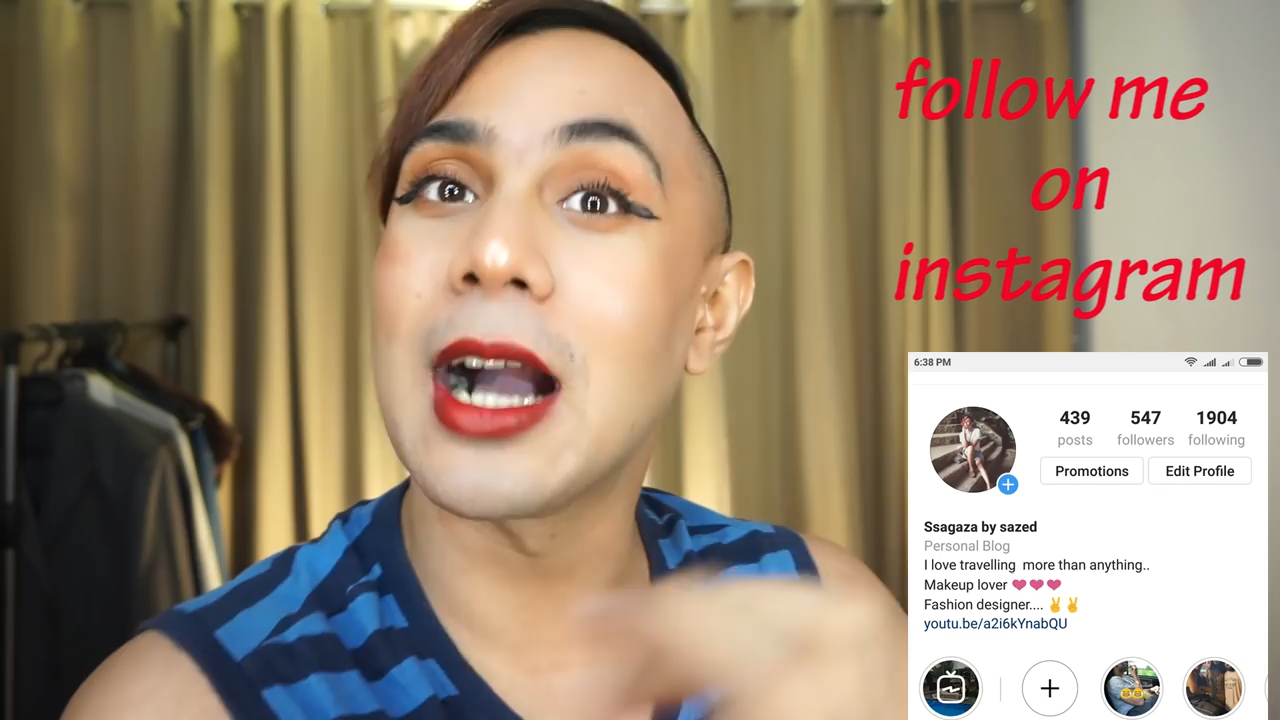 follow me
on
instagram
6:38 PM
439 547 1904
posts followers following
Promotions Edit Profile
Ssagaza by sazed
Personal Blog
I love travelling more than anything..
Makeup lover 💗💗💗
Fashion designer.... ✌️✌️
youtu.be/a2i6kYnabQU